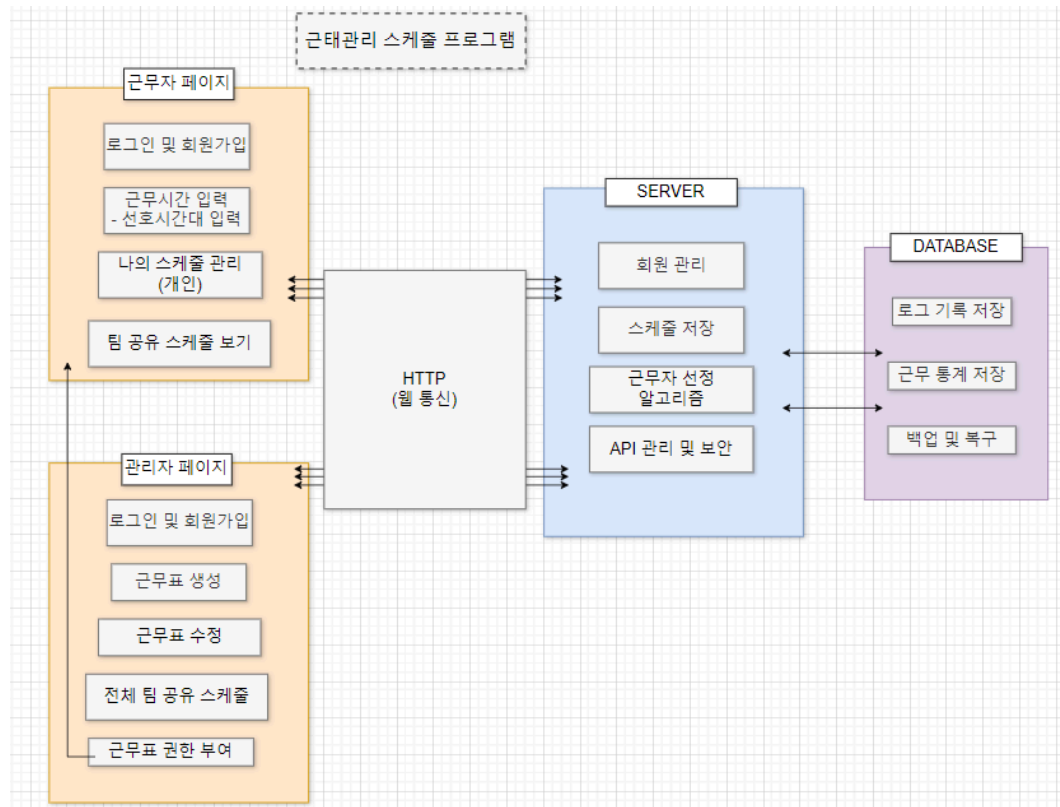 근태관리 스케줄 프로그램
근무자 페이지
로그인 및 회원가입
근무시간 입력
- 선호시간대 입력
나의 스케줄 관리
(개인)
팀 공유 스케줄 보기
관리자 페이지
로그인 및 회원가입
근무표 생성
근무표 수정
전체 팀 공유 스케줄
근무표 권한 부여
HTTP
(웹 통신)
SERVER
회원 관리
스케줄 저장
근무자 선정
알고리즘
API 관리 및 보안
DATABASE
로그 기록 저장
근무 통계 저장
백업 및 복구